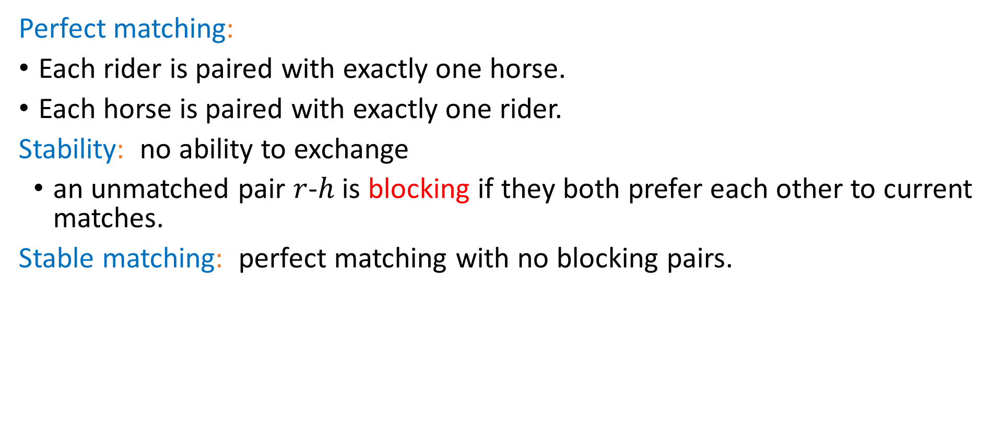 Perfect matching:
• Each rider is paired with exactly one horse.
• Each horse is paired with exactly one rider.
Stability: no ability to exchange
• an unmatched pair r-h is blocking if they both prefer each other to current
matches.
Stable matching: perfect matching with no blocking pairs.